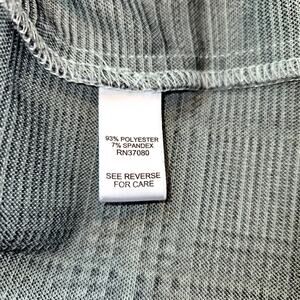 93% POLYESTER
7% SPANDEX
RN37080
SEE REVERSE
FOR CARE